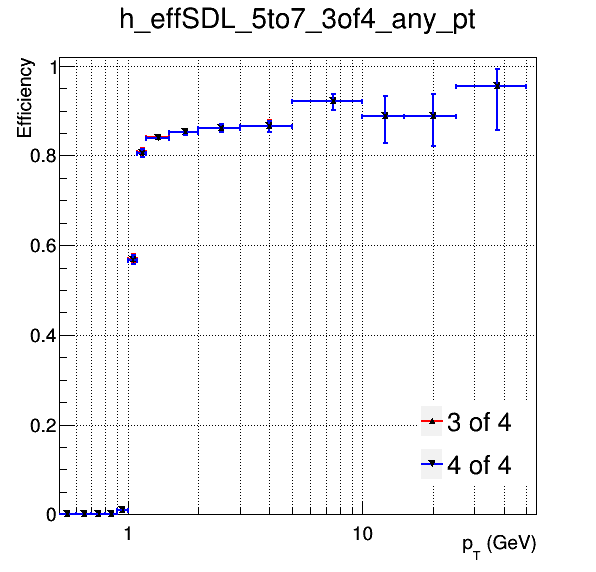 h_effSDL_5to7_3of4_any_pt
Efficiency
1
0.8
0.6
0.4
0.2
0
3 of 4
4 of 4
1
10
p_T (GeV)